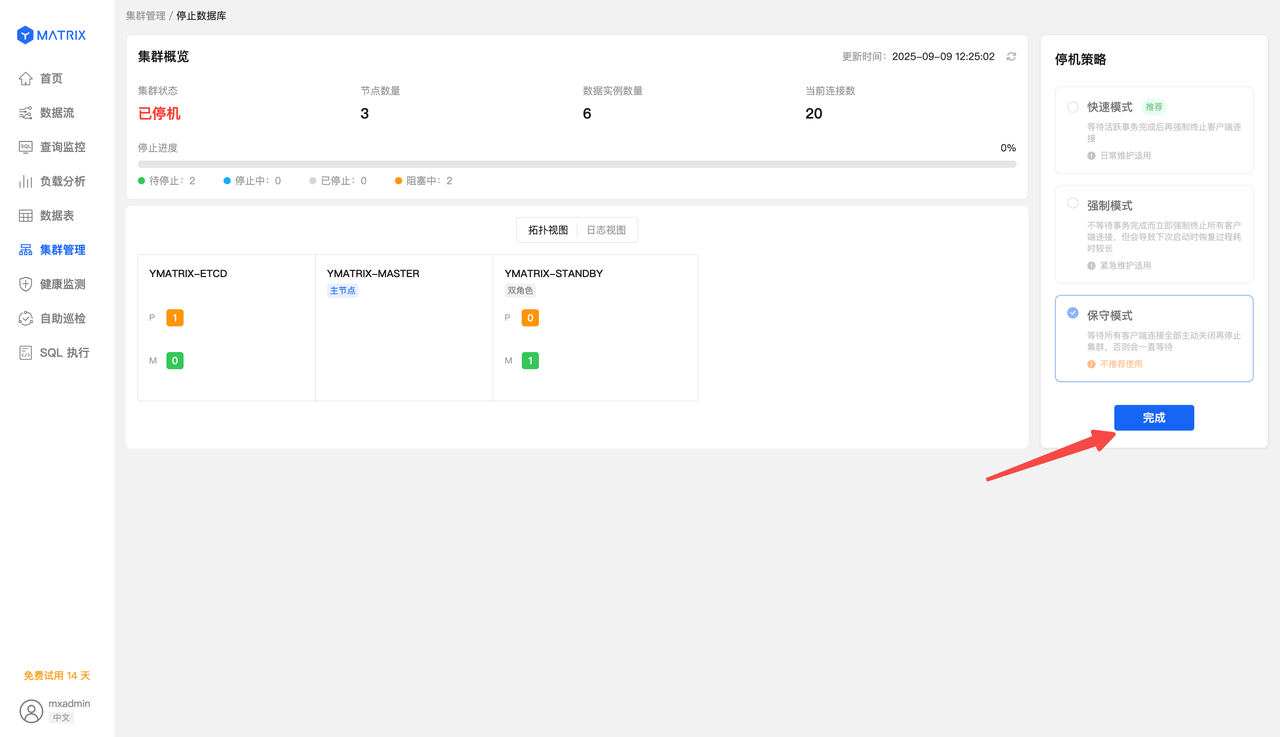 MATRIX
首页
数据流
查询监控
负载分析
数据表
集群管理
健康监测
自助巡检
SQL 执行
免费试用 14 天
mxadmin
中文
集群管理 / 停止数据库
集群概览
更新时间: 2025-09-09 12:25:02
集群状态
节点数量
数据实例数量
当前连接数
已停机
3
6
20
停止进度
0%
待停止: 2
停止中: 0
已停止: 0
阻塞中: 2
拓扑视图
日志视图
YMATRIX-ETCD
P 1
M 0
YMATRIX-MASTER
主节点
YMATRIX-STANDBY
双角色
P 0
M 1
停机策略
快速模式 推荐
等待活跃事务完成后再强制终止客户端连
接
日常维护适用
强制模式
不等待事务完成而立即强制终止所有客户
端连接，但会导致下次启动时恢复过程耗
时较长
紧急维护适用
保守模式
等待所有客户端连接全部主动关闭再停止
集群，否则会一直等待
不推荐使用
完成